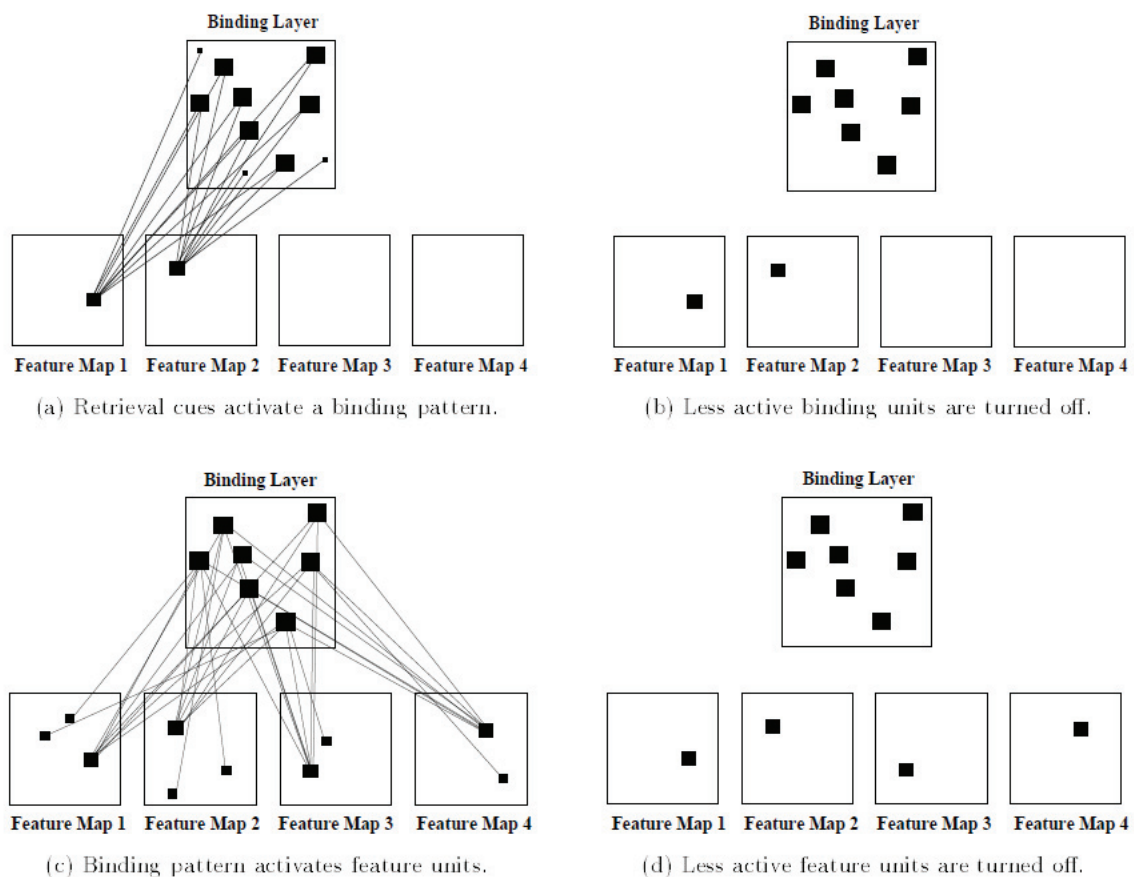 Binding Layer
Binding Layer
Feature Map 1 Feature Map 2 Feature Map 3 Feature Map 4
Feature Map 1 Feature Map 2 Feature Map 3 Feature Map 4
(a) Retrieval cues activate a binding pattern.
(b) Less active binding units are turned off.
Binding Layer
Binding Layer
Feature Map 1 Feature Map 2 Feature Map 3 Feature Map 4
Feature Map 1 Feature Map 2 Feature Map 3 Feature Map 4
(c) Binding pattern activates feature units.
(d) Less active feature units are turned off.